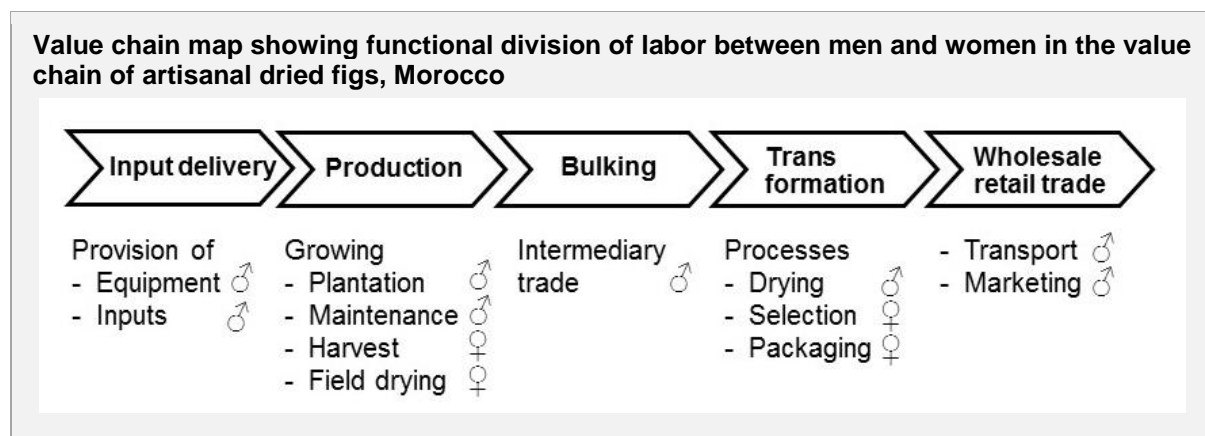 Value chain map showing functional division of labor between men and women in the value
chain of artisanal dried figs, Morocco
Input delivery
Production
Bulking
Trans
formation
Wholesale
retail trade
Provision of
- Equipment ♂
- Inputs ♂
Growing
- Plantation ♂
- Maintenance ♂
- Harvest ♀
- Field drying ♀
Intermediary
trade ♂
Processes
- Drying ♂
- Selection ♀
- Packaging ♀
- Transport ♂
- Marketing ♂